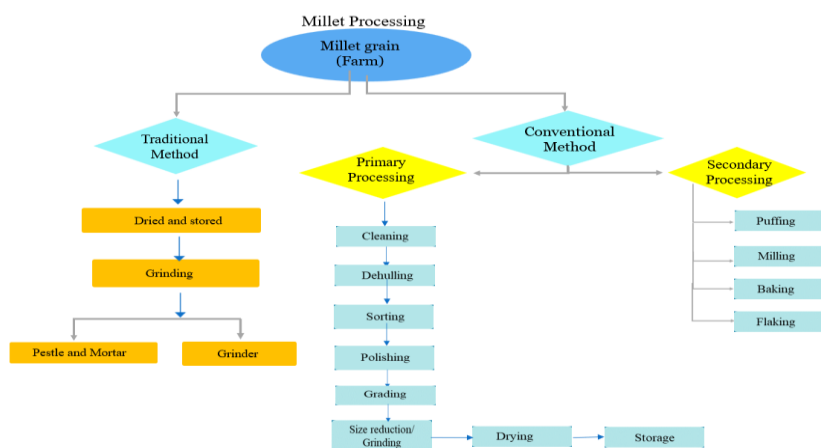 Millet Processing
Millet grain
(Farm)
Traditional
Method
Conventional
Method
Primary
Processing
Secondary
Processing
Dried and stored
Grinding
Pestle and Mortar
Grinder
Cleaning
Dehulling
Sorting
Polishing
Grading
Size reduction/
Grinding
Drying
Storage
Puffing
Milling
Baking
Flaking